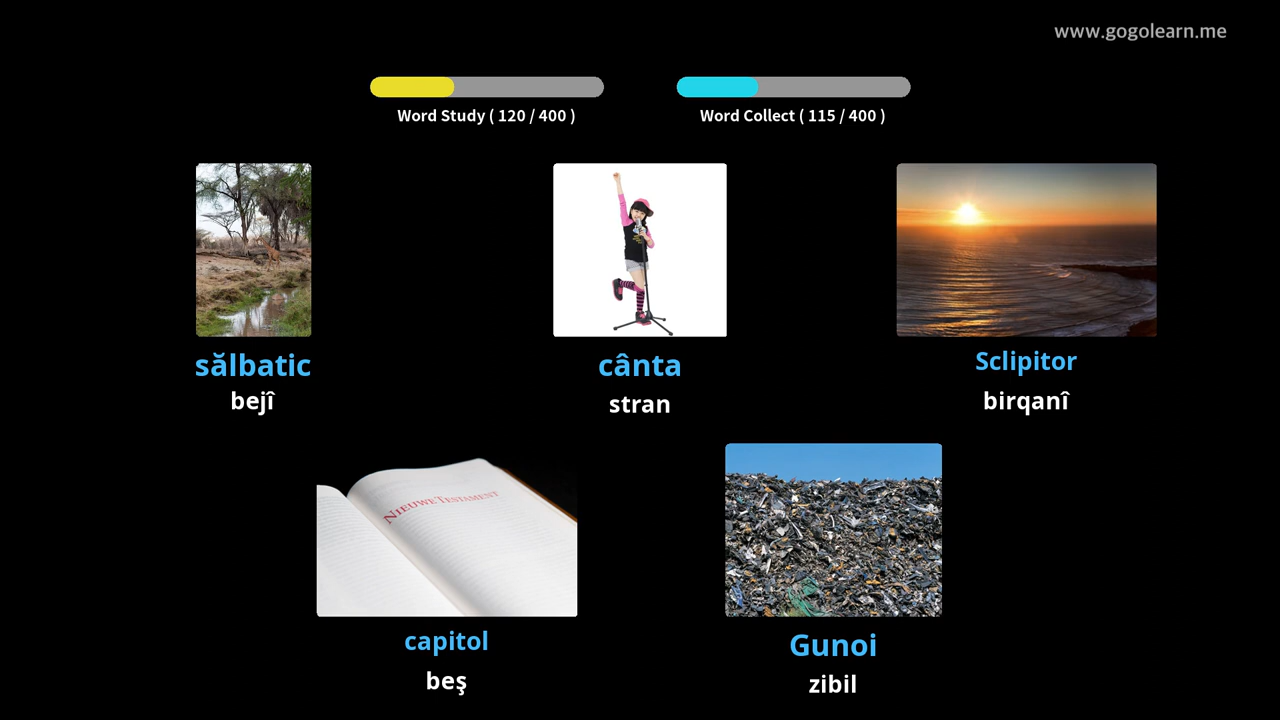 www.gogolearn.me
Word Study ( 120 / 400 )
Word Collect ( 115 / 400 )
sălbatic
bejî
cânta
stran
Sclipitor
birqanî
NIEUWE TESTAMENT
capitol
beş
Gunoi
zibil